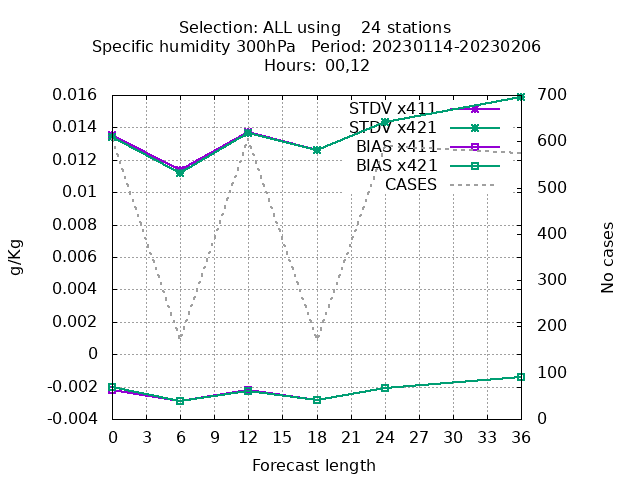 Selection: ALL using    24 stations
Specific humidity 300hPa   Period: 20230114-20230206
Hours:  00,12
0.016
0.014
0.012
0.01
0.008
0.006
0.004
0.002
0
-0.002
-0.004
g/Kg
STDV x411
STDV x421
BIAS x411
BIAS x421
CASES
700
600
500
400
300
200
100
0
No cases
0 3 6 9 12 15 18 21 24 27 30 33 36
Forecast length